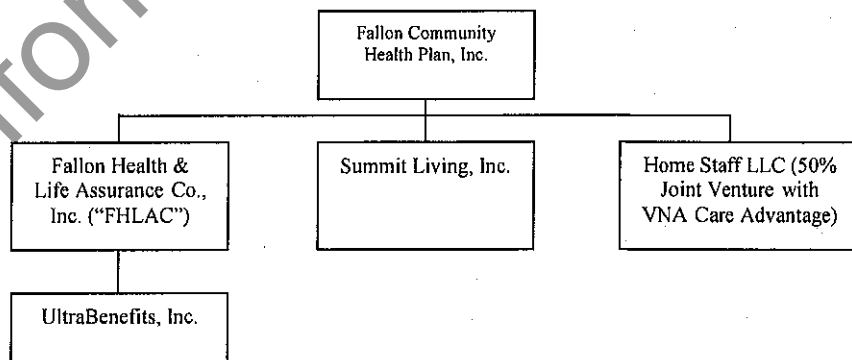 Fallon Community
Health Plan, Inc.
Fallon Health &
Life Assurance Co.,
Inc. ("FHLAC")
Summit Living, Inc.
Home Staff LLC (50%
Joint Venture with
VNA Care Advantage)
UltraBenefits, Inc.